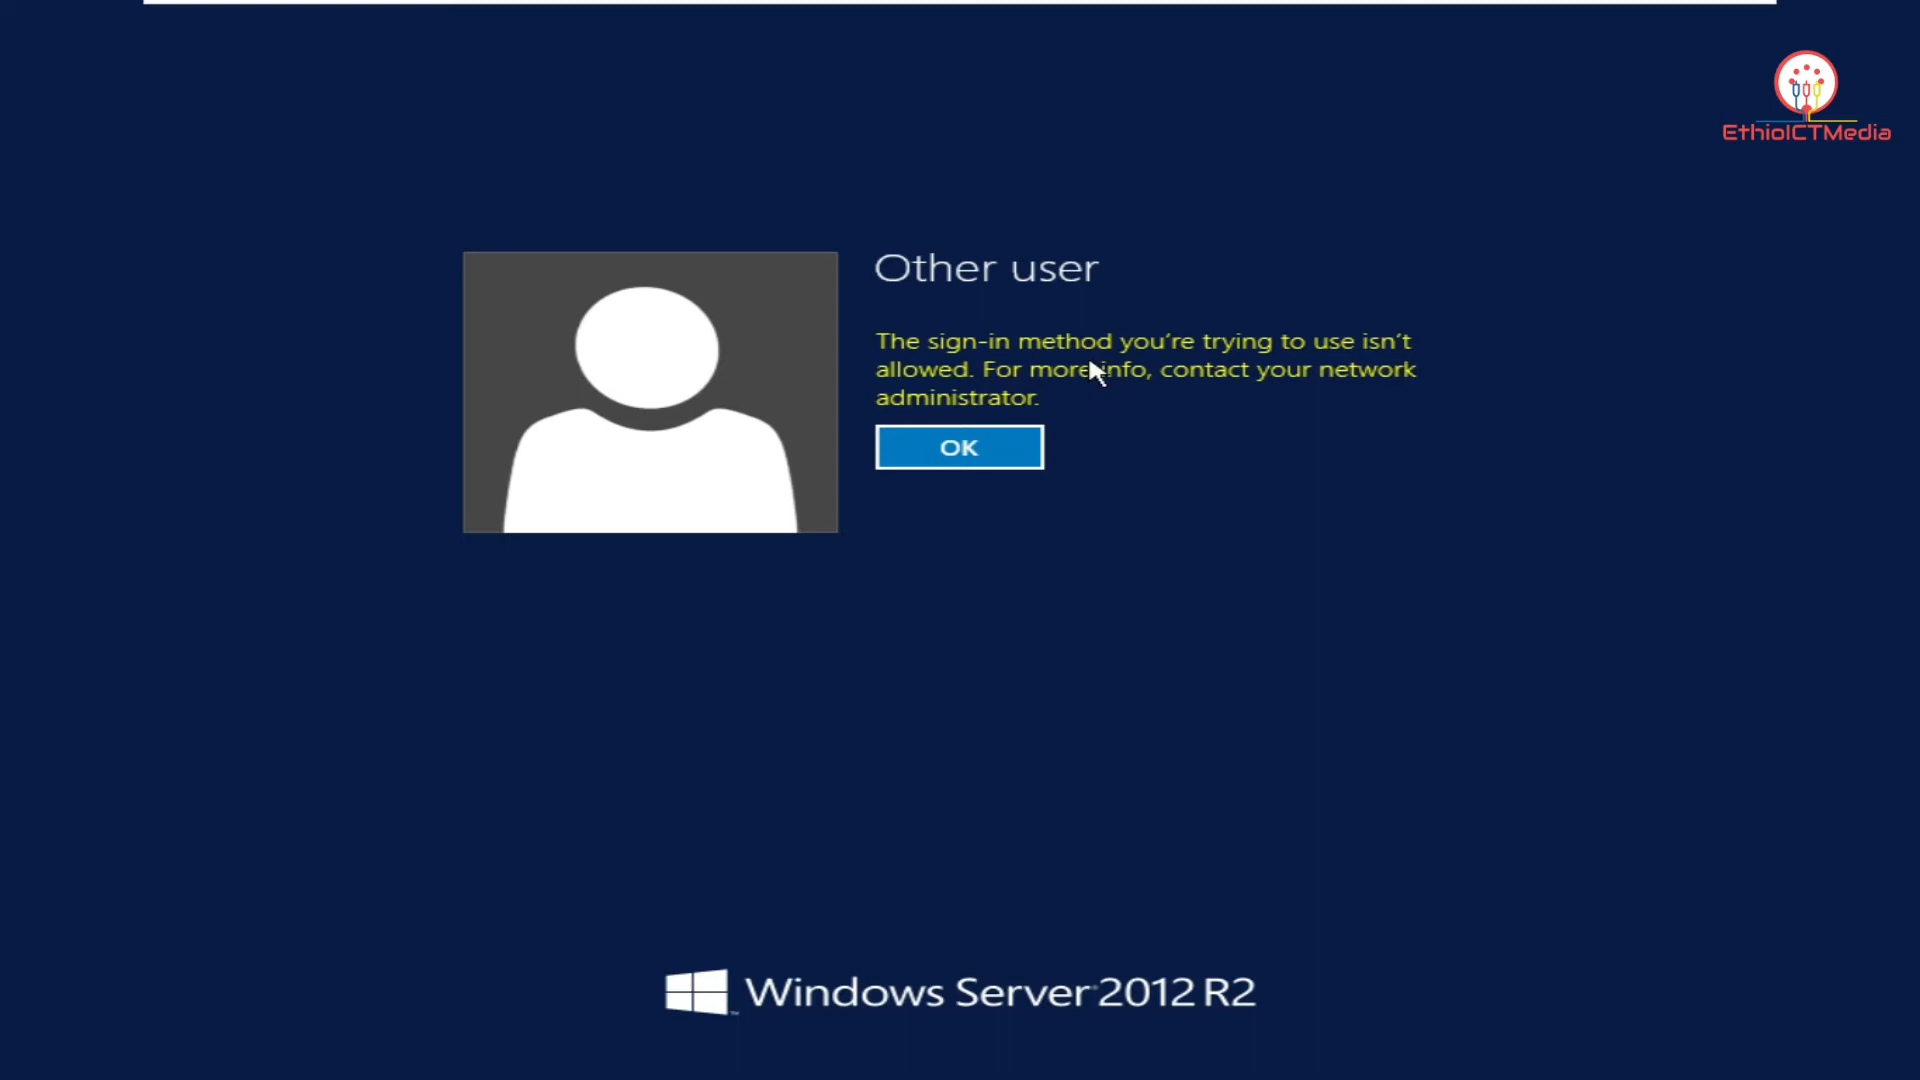 EthioICTMedia
Other user
The sign-in method you're trying to use isn't
allowed. For more info, contact your network
administrator.
OK
Windows Server 2012 R2